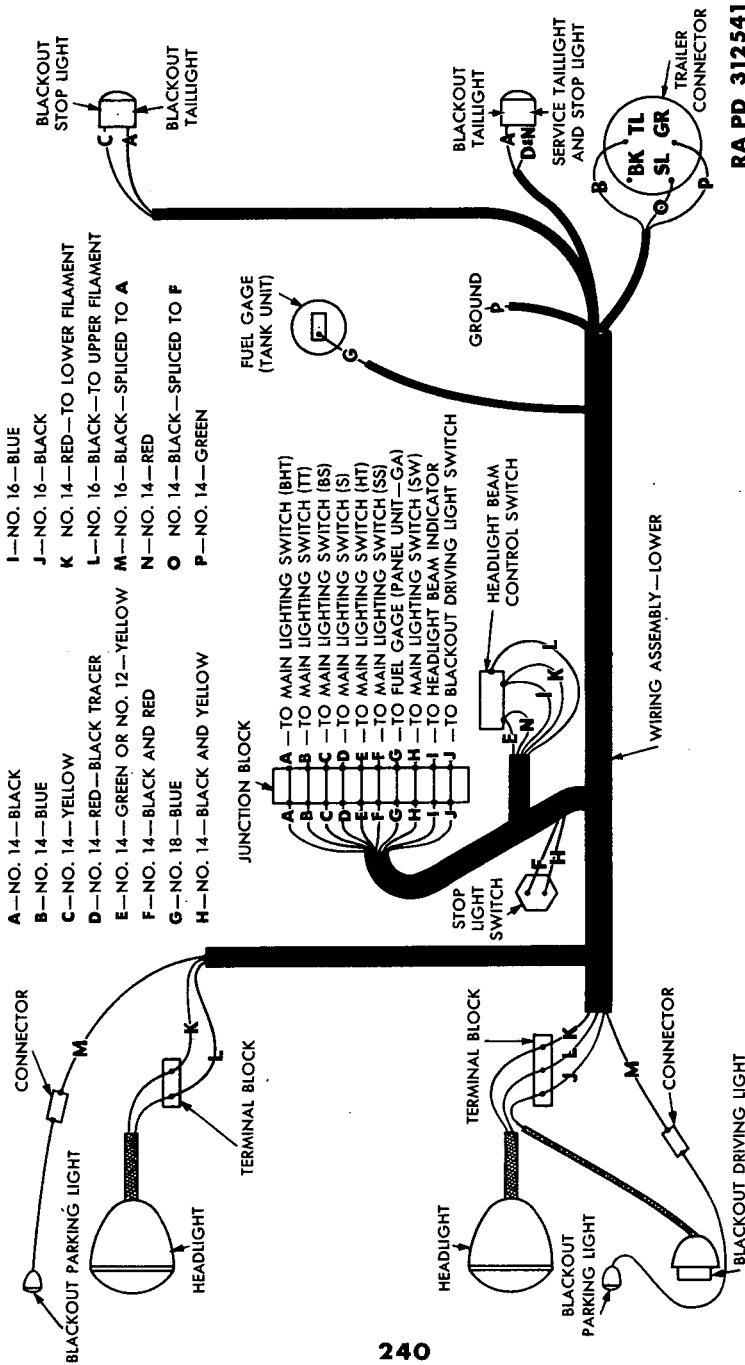 A—NO. 14—BLACK
B—NO. 14—BLUE
C—NO. 14—YELLOW
D—NO. 14—RED—BLACK TRACER
E—NO. 14—GREEN OR NO. 12—YELLOW
F—NO. 14—BLACK AND RED
G—NO. 18—BLUE
H—NO. 14—BLACK AND YELLOW
I—NO. 16—BLUE
J—NO. 16—BLACK
K NO. 14—RED—TO LOWER FILAMENT
L—NO. 16—BLACK—TO UPPER FILAMENT
M—NO. 16—BLACK—SPLICED TO A
N—NO. 14—RED
O NO. 14—BLACK—SPLICED TO F
P—NO. 14—GREEN
BLACKOUT PARKING LIGHT
CONNECTOR
M
HEADLIGHT
K
L
TERMINAL BLOCK
JUNCTION BLOCK
A A —TO MAIN LIGHTING SWITCH (BHT)
B B —TO MAIN LIGHTING SWITCH (TT)
C C —TO MAIN LIGHTING SWITCH (BS)
D D —TO MAIN LIGHTING SWITCH (S)
E E —TO MAIN LIGHTING SWITCH (HT)
F F —TO MAIN LIGHTING SWITCH (SS)
G G —TO FUEL GAGE (PANEL UNIT—GA)
H H —TO MAIN LIGHTING SWITCH (SW)
I I —TO HEADLIGHT BEAM INDICATOR
J J —TO BLACKOUT DRIVING LIGHT SWITCH
FUEL GAGE
(TANK UNIT)
G
BLACKOUT
STOP LIGHT
C
A
BLACKOUT
TAILLIGHT
STOP
LIGHT
SWITCH
F
H
E
N
I
K
L
HEADLIGHT BEAM
CONTROL SWITCH
GROUND
P
BLACKOUT
TAILLIGHT
A
D&N
SERVICE TAILLIGHT
AND STOP LIGHT
HEADLIGHT
TERMINAL BLOCK
K
J
M
CONNECTOR
BLACKOUT
PARKING LIGHT
BLACKOUT DRIVING LIGHT
WIRING ASSEMBLY—LOWER
B
O
P
BK TL
SL GR
TRAILER
CONNECTOR
RA PD 312541
240